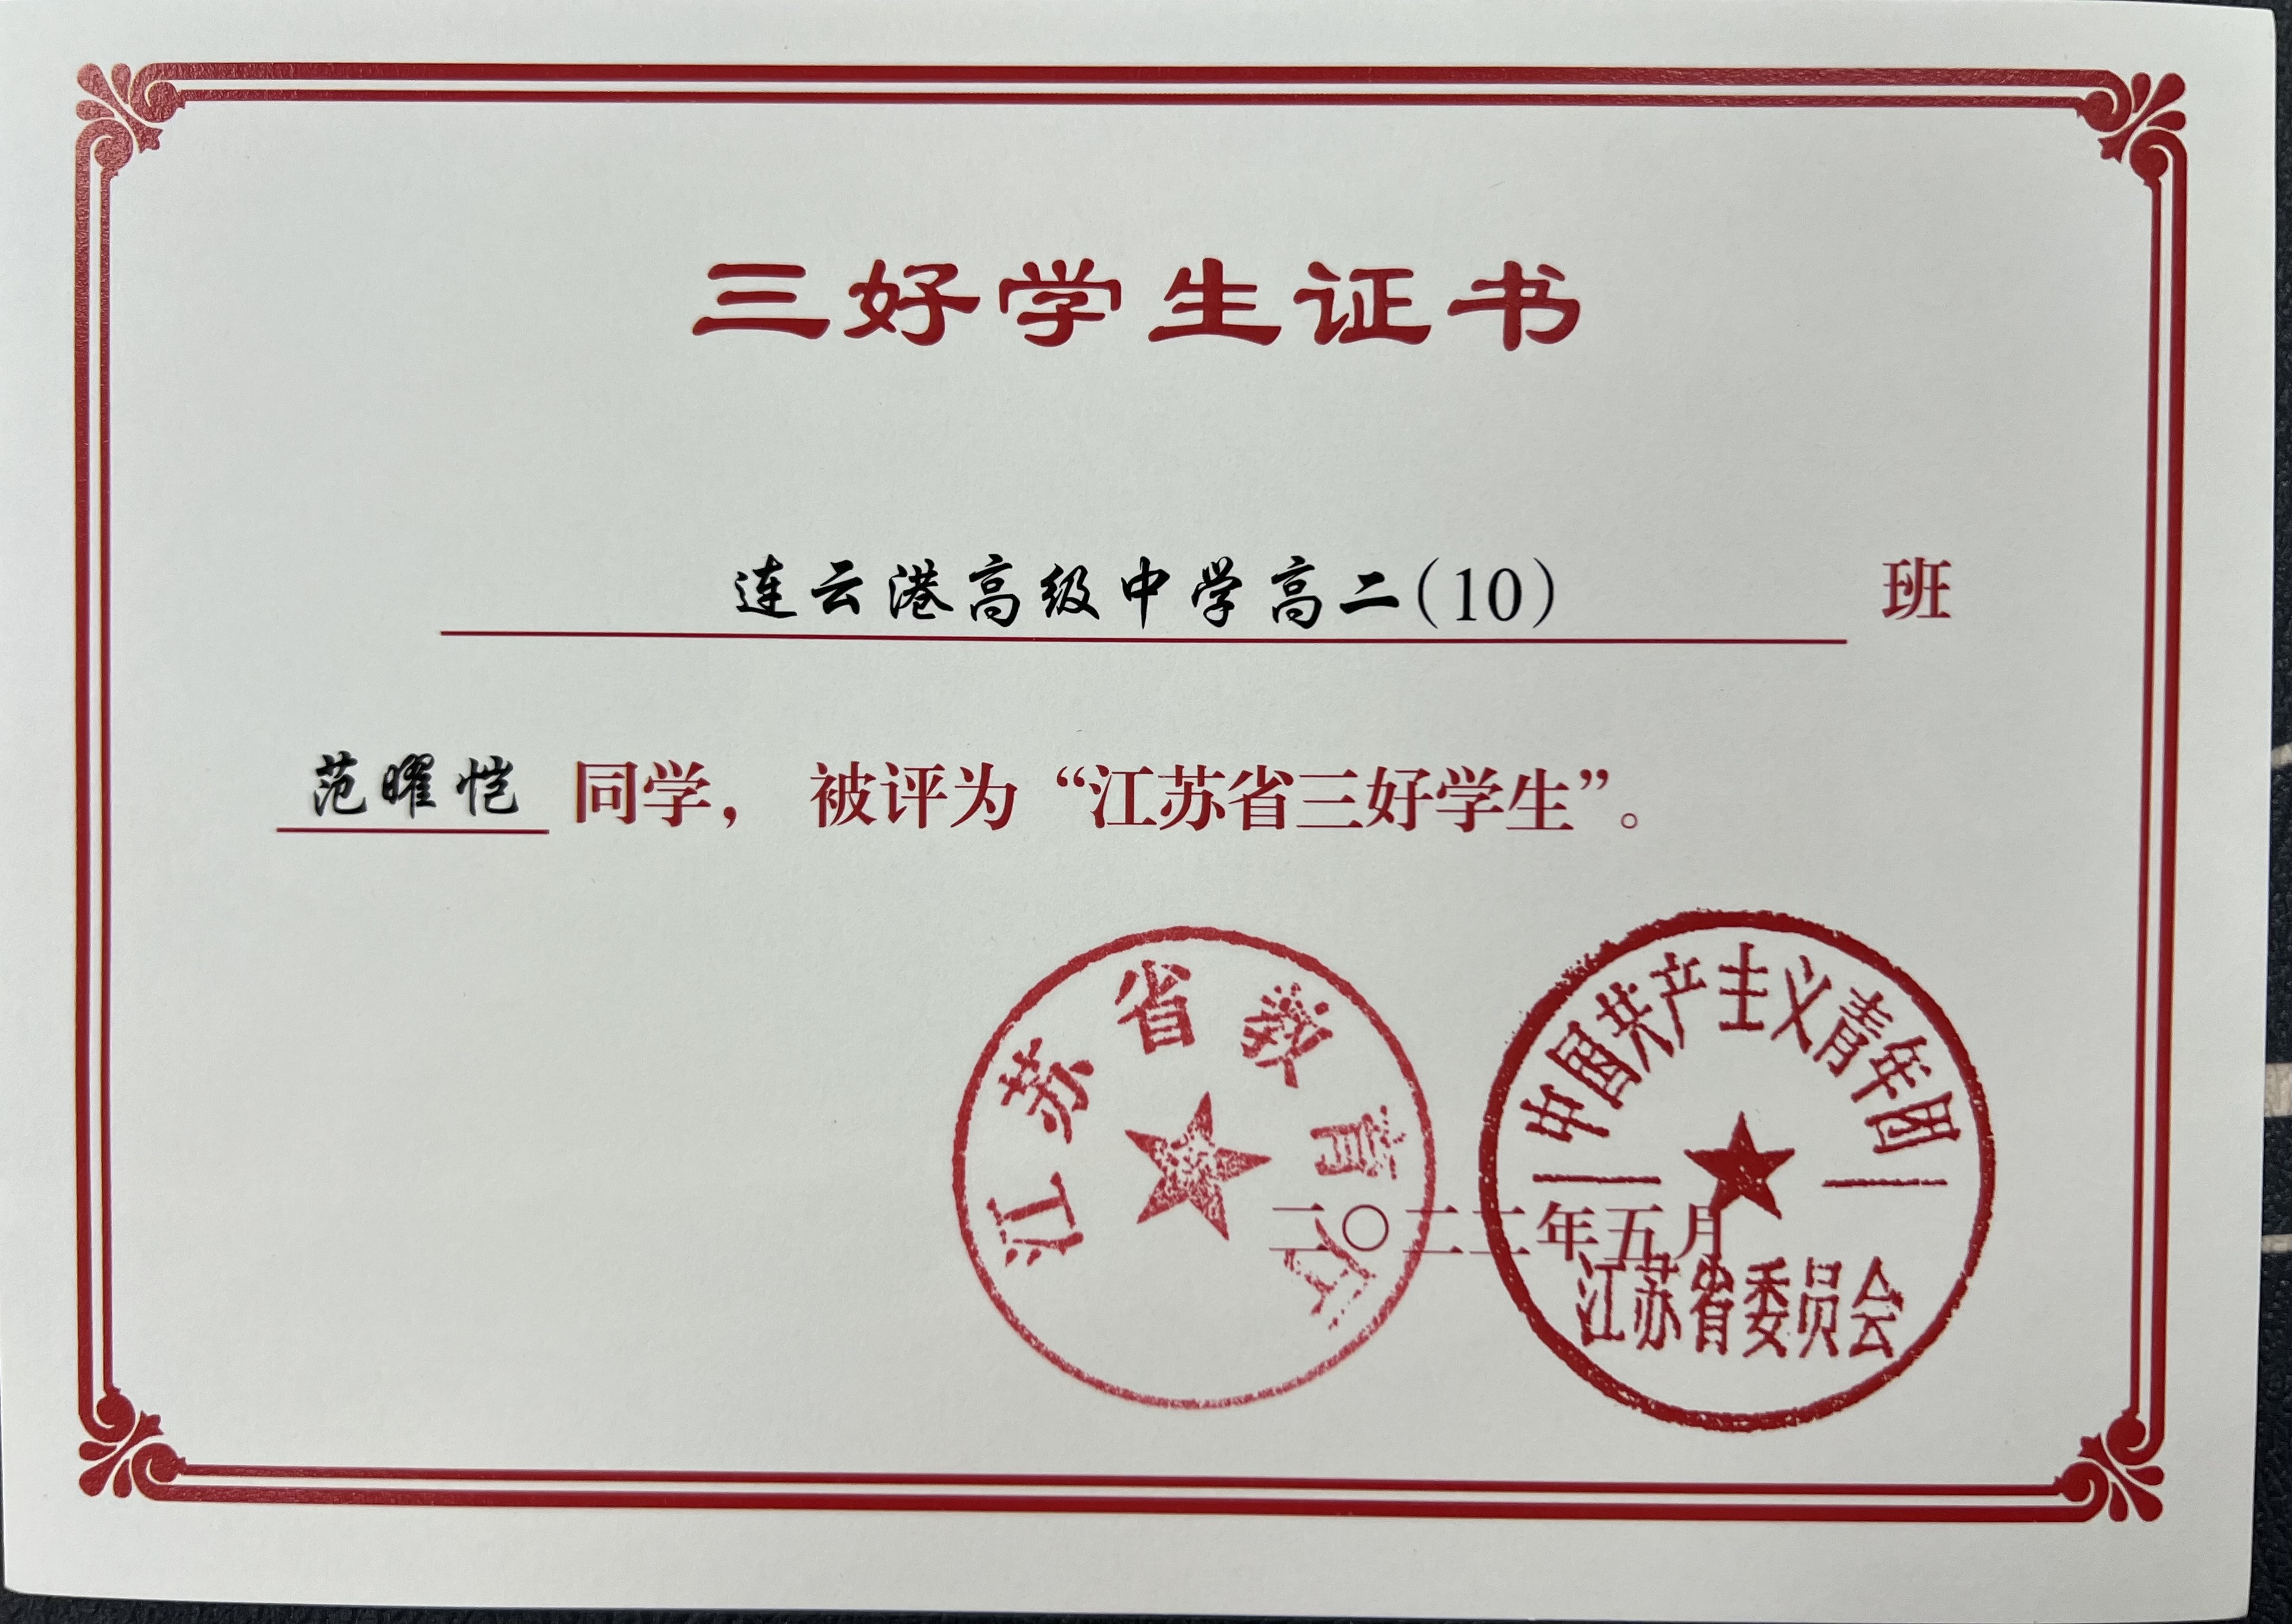 三好学生证书
连云港高级中学高二(10) 班
范曜恺 同学， 被评为“江苏省三好学生”。
江苏省教育厅
中国共产主义青年团
二〇二二年五月
江苏省委员会